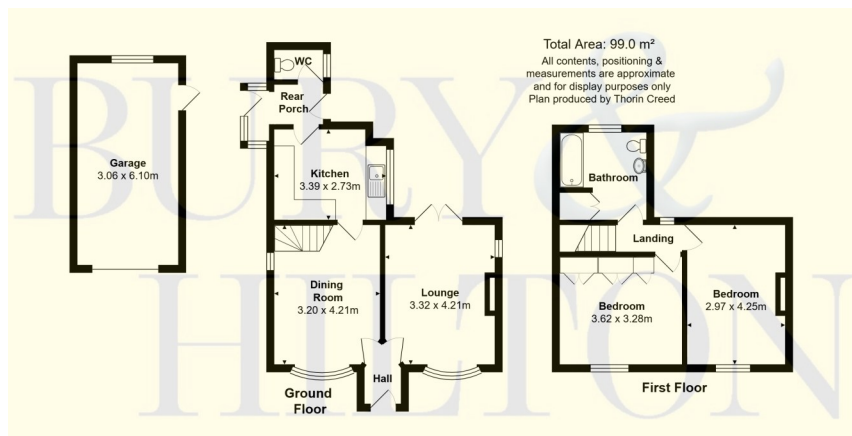 BURY &
HILTON
Total Area: 99.0 m²
All contents, positioning &
measurements are approximate
and for display purposes only
Plan produced by Thorin Creed
WC
Rear
Porch
Garage
3.06 x 6.10m
Kitchen
3.39 x 2.73m
Bathroom
Landing
Dining
Room
3.20 x 4.21m
Lounge
3.32 x 4.21m
Bedroom
3.62 x 3.28m
Bedroom
2.97 x 4.25m
Hall
Ground
Floor
First Floor